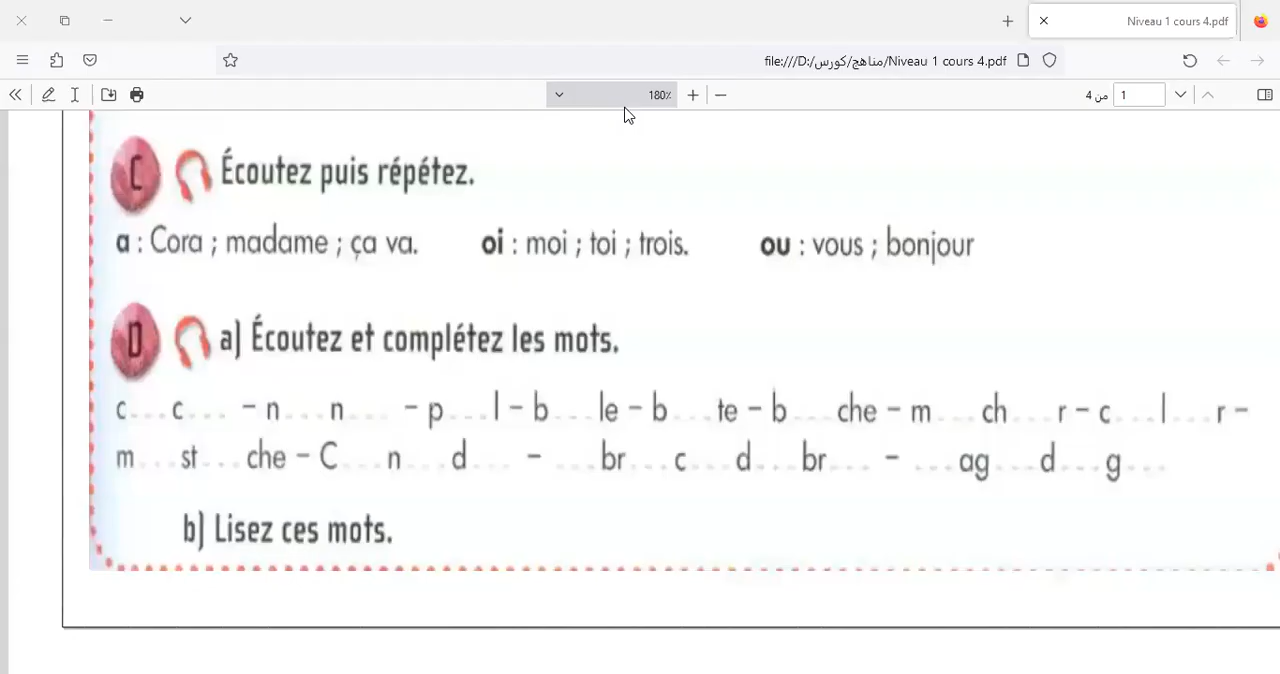 Niveau 1 cours 4.pdf
file:///D:/مناهج/كورس/Niveau 1 cours 4.pdf
180%
1 من 4
C Écoutez puis répétez.
a : Cora ; madame ; ça va. oi : moi ; toi ; trois. ou : vous ; bonjour
D a) Écoutez et complétez les mots.
c....c.... – n....n.... – p....l – b....le – b....te – b....che – m....ch....r – c....l....r –
m....st....che – C....n....d.... – ....br....c....d....br.... – ....ag....d....g....
b) Lisez ces mots.